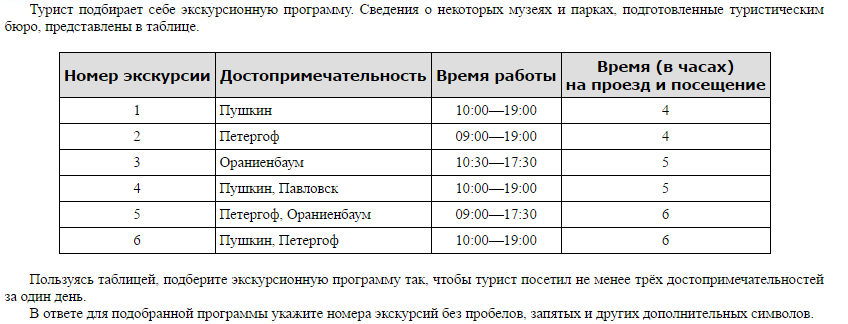 Турист подбирает себе экскурсионную программу. Сведения о некоторых музеях и парках, подготовленные туристическим
бюро, представлены в таблице.
Номер экскурсии Достопримечательность Время работы Время (в часах)
на проезд и посещение
1 Пушкин 10:00—19:00 4
2 Петергоф 09:00—19:00 4
3 Ораниенбаум 10:30—17:30 5
4 Пушкин, Павловск 10:00—19:00 5
5 Петергоф, Ораниенбаум 09:00—17:30 6
6 Пушкин, Петергоф 10:00—19:00 6
Пользуясь таблицей, подберите экскурсионную программу так, чтобы турист посетил не менее трёх достопримечательностей
за один день.
В ответе для подобранной программы укажите номера экскурсий без пробелов, запятых и других дополнительных символов.